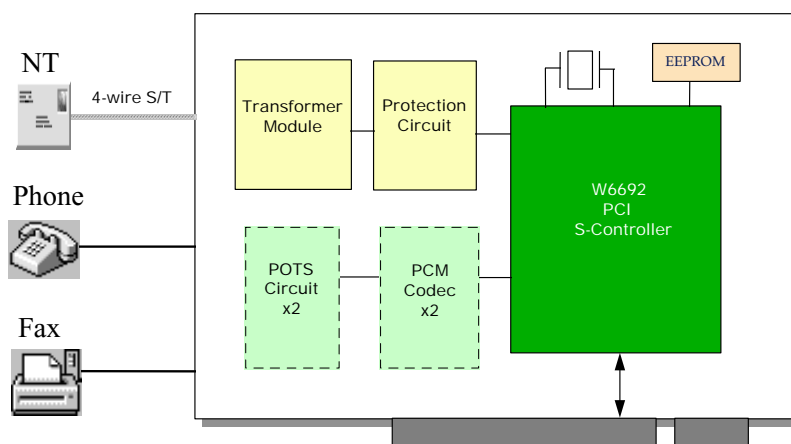 NT
4-wire S/T
Phone
Fax
Transformer
Module
Protection
Circuit
EEPROM
W6692
PCI
S-Controller
POTS
Circuit
x2
PCM
Codec
x2